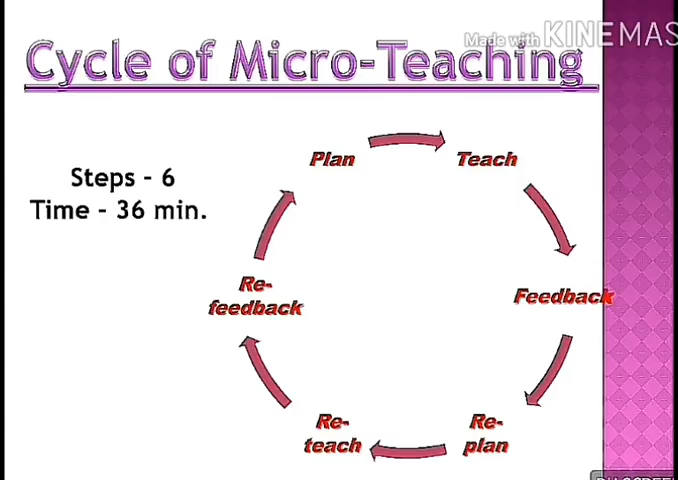 Made with KINEMAS
Cycle of Micro-Teaching
Steps - 6
Time - 36 min.
Plan
Teach
Feedback
Re-
plan
Re-
teach
Re-
feedback